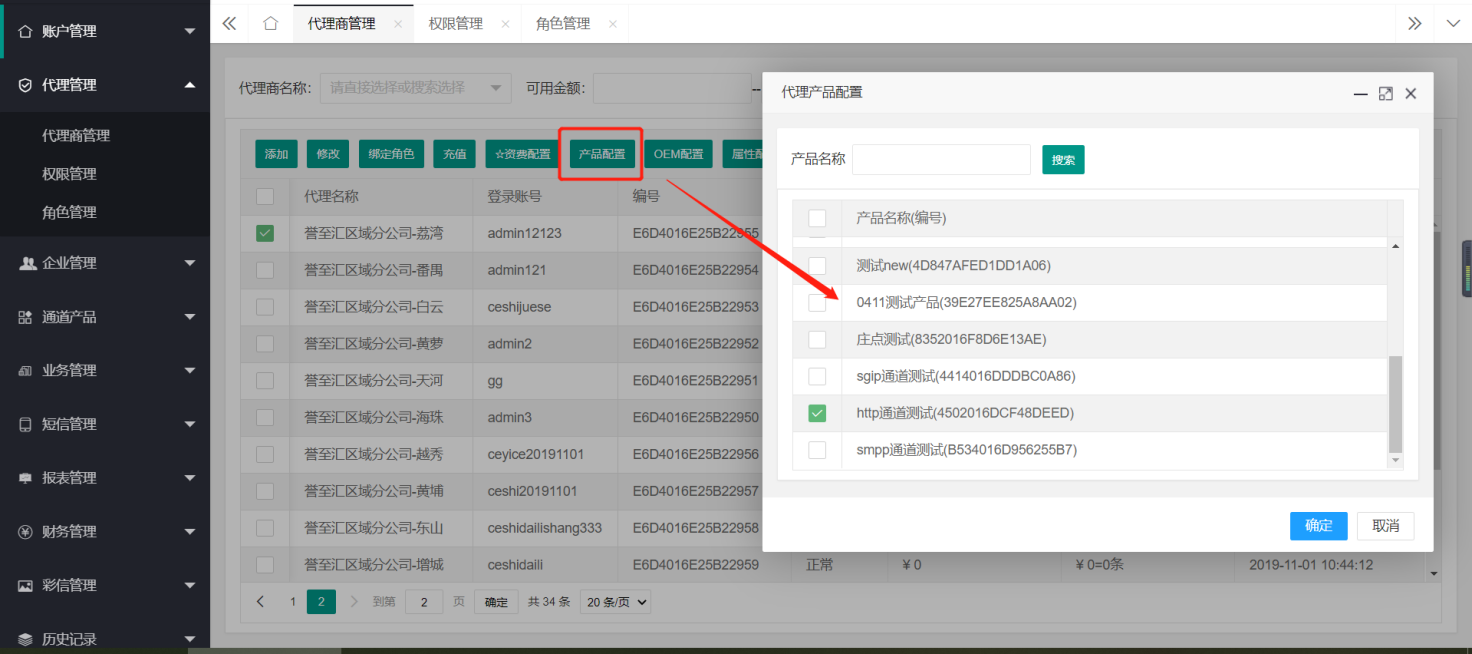 账户管理
代理管理
代理商管理
权限管理
角色管理
企业管理
通道产品
业务管理
短信管理
报表管理
财务管理
彩信管理
历史记录
代理商管理 权限管理 角色管理
代理商名称: 请直接选择或搜索选择 可用金额: --
添加 修改 绑定角色 充值 ☆资费配置 产品配置 OEM配置 属性配
代理名称 登录账号 编号
誉至汇区域分公司-荔湾 admin12123 E6D4016E25B22955
誉至汇区域分公司-番禺 admin121 E6D4016E25B22954
誉至汇区域分公司-白云 ceshijuese E6D4016E25B22953
誉至汇区域分公司-黄萝 admin2 E6D4016E25B22952
誉至汇区域分公司-天河 gg E6D4016E25B22951
誉至汇区域分公司-海珠 admin3 E6D4016E25B22950
誉至汇区域分公司-越秀 ceyice20191101 E6D4016E25B22956
誉至汇区域分公司-黄埔 ceshi20191101 E6D4016E25B22957
誉至汇区域分公司-东山 ceshidailishang333 E6D4016E25B22958
誉至汇区域分公司-增城 ceshidaili E6D4016E25B22959 正常 ¥ 0 ¥ 0=0条 2019-11-01 10:44:12
1 2 到第 2 页 确定 共 34 条 20 条/页
代理产品配置
产品名称 搜索
产品名称(编号)
测试new(4D847AFED1DD1A06)
0411测试产品(39E27EE825A8AA02)
庄点测试(8352016F8D6E13AE)
sgip通道测试(4414016DDDBC0A86)
http通道测试(4502016DCF48DEED)
smpp通道测试(B534016D956255B7)
确定 取消